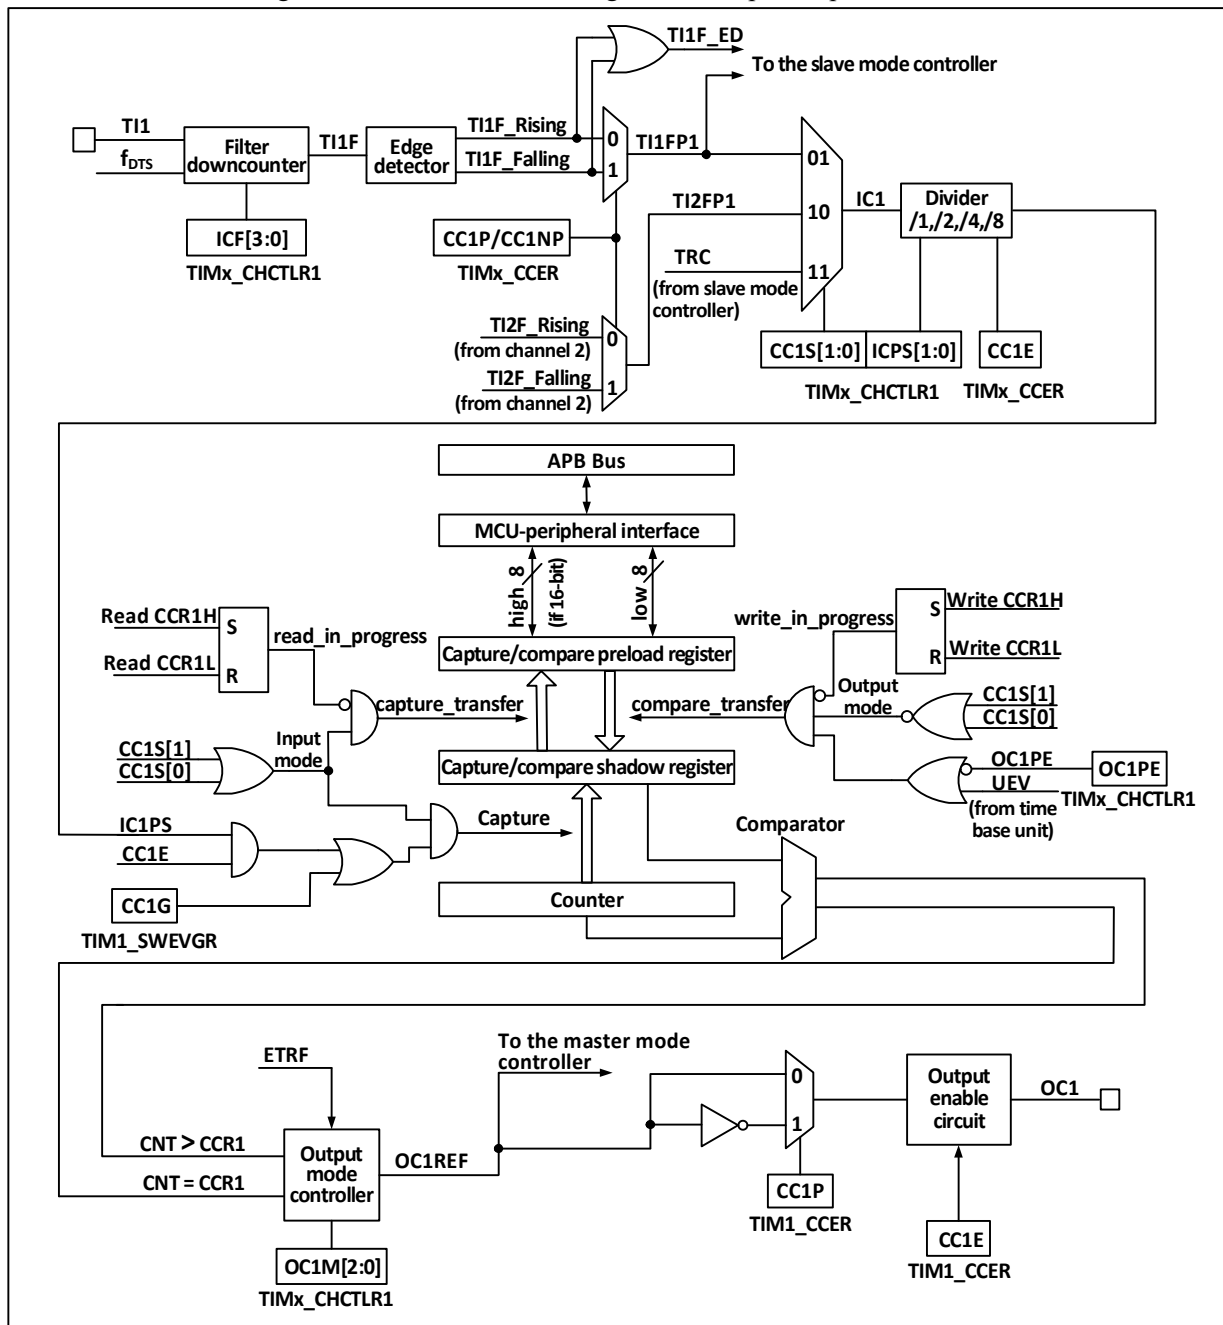 TI1F_ED
To the slave mode controller
TI1
fDTS
Filter
downcounter
TI1F
Edge
detector
TI1F_Rising
TI1F_Falling
0
1
TI1FP1
01
10
11
TI2FP1
TRC
(from slave mode
controller)
IC1
Divider
/1,/2,/4,/8
ICF[3:0]
TIMx_CHCTLR1
CC1P/CC1NP
TIMx_CCER
TI2F_Rising
(from channel 2)
TI2F_Falling
(from channel 2)
0
1
CC1S[1:0]
ICPS[1:0]
TIMx_CHCTLR1
CC1E
TIMx_CCER
APB Bus
MCU-peripheral interface
high 8
(if 16-bit)
low 8
Read CCR1H
Read CCR1L
S
R
read_in_progress
Capture/compare preload register
write_in_progress
S
R
Write CCR1H
Write CCR1L
capture_transfer
compare_transfer
Output
mode
CC1S[1]
CC1S[0]
CC1S[1]
CC1S[0]
Input
mode
Capture/compare shadow register
OC1PE
UEV
(from time
base unit)
OC1PE
TIMx_CHCTLR1
IC1PS
CC1E
CC1G
TIM1_SWEVGR
Capture
Counter
Comparator
ETRF
To the master mode
controller
CNT > CCR1
CNT = CCR1
Output
mode
controller
OC1REF
OC1M[2:0]
TIMx_CHCTLR1
0
1
CC1P
TIM1_CCER
Output
enable
circuit
OC1
CC1E
TIM1_CCER